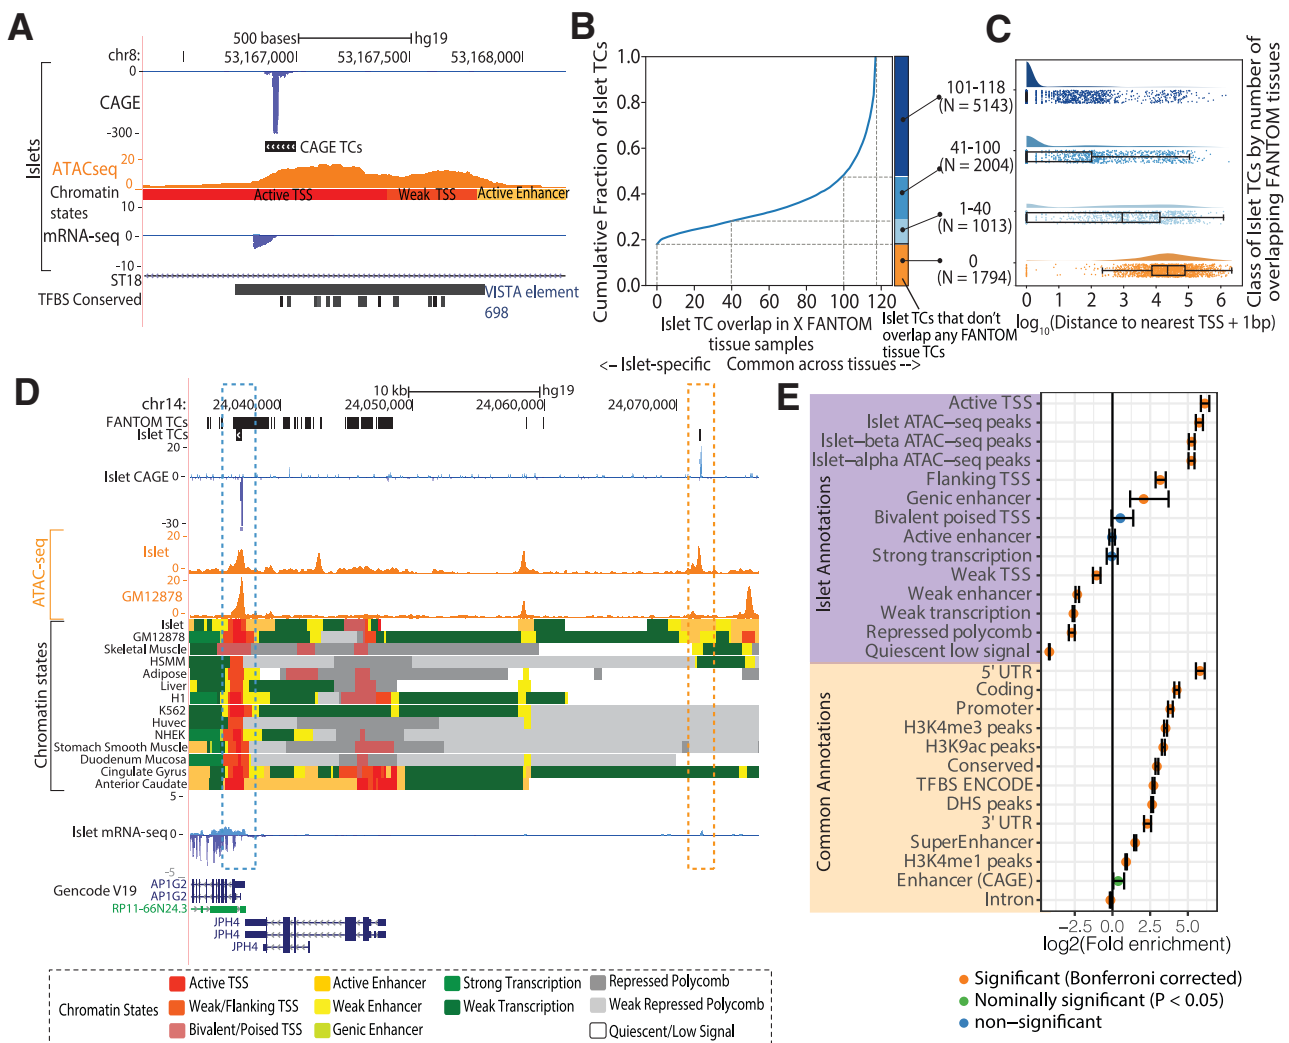 A
500 bases
hg19
chr8:
53,167,000
53,167,500
53,168,000
0
CAGE
-300
CAGE TCs
Islets
20
ATACseq
0
Chromatin states
Active TSS
Weak TSS
Active Enhancer
10
mRNA-seq
0
-10
ST18
TFBS Conserved
VISTA element
698
B
Cumulative Fraction of Islet TCs
1.0
0.8
0.6
0.4
0.2
0.0
0 20 40 60 80 100 120
Islet TC overlap in X FANTOM
tissue samples
<– Islet-specific Common across tissues -->
101-118
(N = 5143)
41-100
(N = 2004)
1-40
(N = 1013)
0
(N = 1794)
Islet TCs that don't
overlap any FANTOM
tissue TCs
C
0 1 2 3 4 5 6
log10(Distance to nearest TSS + 1bp)
Class of Islet TCs by number of
overlapping FANTOM tissues
D
10 kb
hg19
chr14:
24,040,000
24,050,000
24,060,000
24,070,000
FANTOM TCs
Islet TCs
20
Islet CAGE
0
-30
ATAC-seq
20
Islet
0
20
GM12878
0
Chromatin states
Islet
GM12878
Skeletal Muscle
HSMM
Adipose
Liver
H1
K562
Huvec
NHEK
Stomach Smooth Muscle
Duodenum Mucosa
Cingulate Gyrus
Anterior Caudate
5
Islet mRNA-seq
0
-5
Gencode V19
AP1G2
AP1G2
RP11-66N24.3
JPH4
JPH4
JPH4
Chromatin States
Active TSS
Weak/Flanking TSS
Bivalent/Poised TSS
Active Enhancer
Weak Enhancer
Genic Enhancer
Strong Transcription
Weak Transcription
Repressed Polycomb
Weak Repressed Polycomb
Quiescent/Low Signal
E
Islet Annotations
Active TSS
Islet ATAC–seq peaks
Islet–beta ATAC–seq peaks
Islet–alpha ATAC–seq peaks
Flanking TSS
Genic enhancer
Bivalent poised TSS
Active enhancer
Strong transcription
Weak TSS
Weak enhancer
Weak transcription
Repressed polycomb
Quiescent low signal
Common Annotations
5' UTR
Coding
Promoter
H3K4me3 peaks
H3K9ac peaks
Conserved
TFBS ENCODE
DHS peaks
3' UTR
SuperEnhancer
H3K4me1 peaks
Enhancer (CAGE)
Intron
−2.5 0.0 2.5 5.0
log2(Fold enrichment)
Significant (Bonferroni corrected)
Nominally significant (P < 0.05)
non–significant